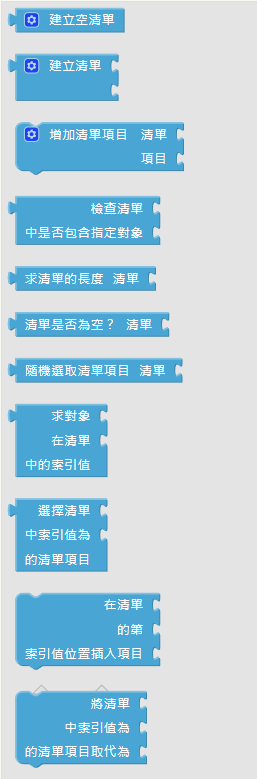 建立空清單
建立清單
增加清單項目 清單
項目
檢查清單
中是否包含指定對象
求清單的長度 清單
清單是否為空？ 清單
隨機選取清單項目 清單
求對象
在清單
中的索引值
選擇清單
中索引值為
的清單項目
在清單
的第
索引值位置插入項目
將清單
中索引值為
的清單項目取代為